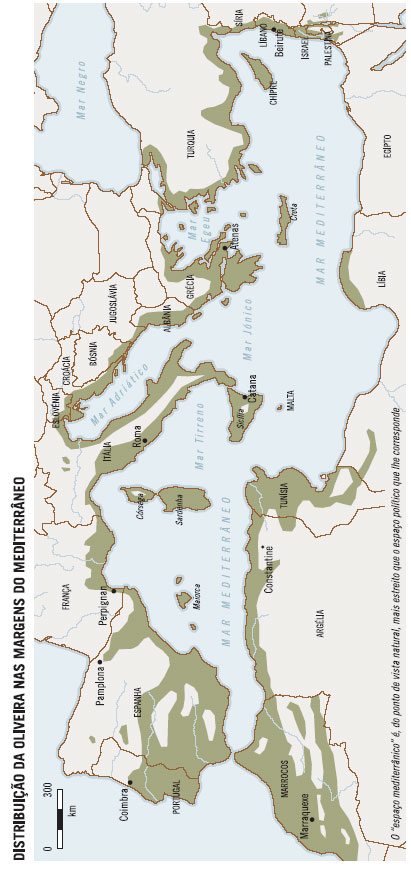 DISTRIBUIÇÃO DA OLIVEIRA NAS MARGENS DO MEDITERRÂNEO
0 300
km
Mar Negro
FRANÇA
ESLOVÉNIA
CROÁCIA
BÓSNIA
JUGOSLÁVIA
ITÁLIA
Mar Adriático
ALBÂNIA
GRÉCIA
Mar
Egeu
TURQUIA
SÍRIA
LÍBANO
Beirute
ISRAEL
PALESTINA
CHIPRE
Perpignan
Pamplona
Coimbra
ESPANHA
PORTUGAL
Córsega
Sardenha
Roma
Maiorca
Mar Tirreno
Sicília
Catana
MALTA
Mar Jónico
Atenas
Creta
MAR MEDITERRÂNEO
MAR MEDITERRÂNEO
MARROCOS
Marraquexe
ARGÉLIA
Constantine
TUNÍSIA
LÍBIA
EGIPTO
O "espaço mediterrânico" é, do ponto de vista natural, mais estreito que o espaço político que lhe corresponde